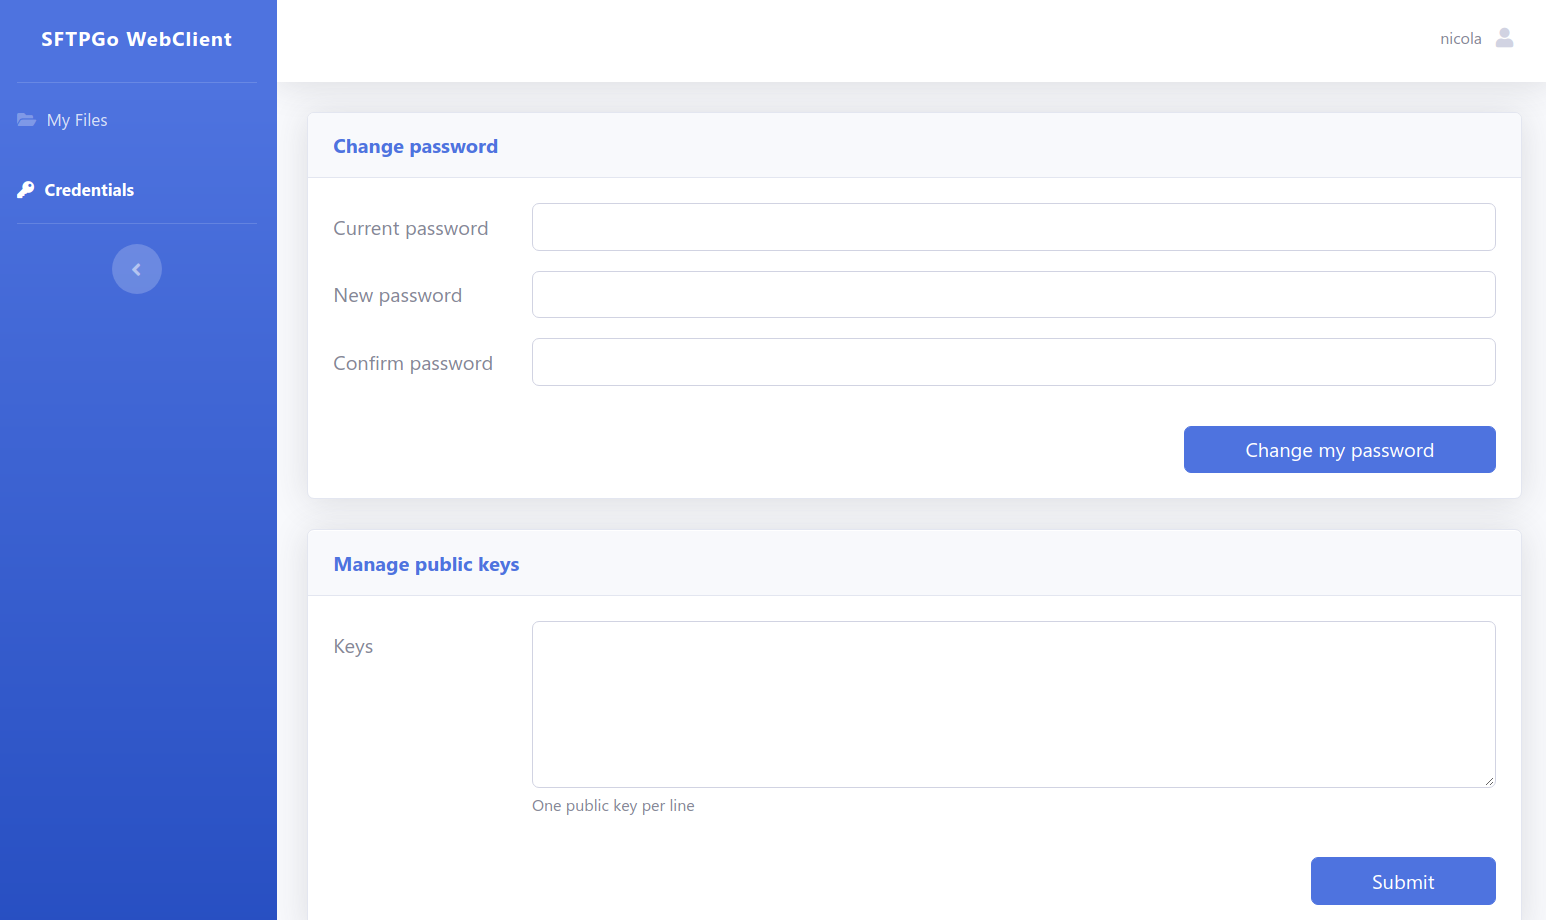 SFTPGo WebClient
nicola
My Files
Credentials
Change password
Current password
New password
Confirm password
Change my password
Manage public keys
Keys
One public key per line
Submit